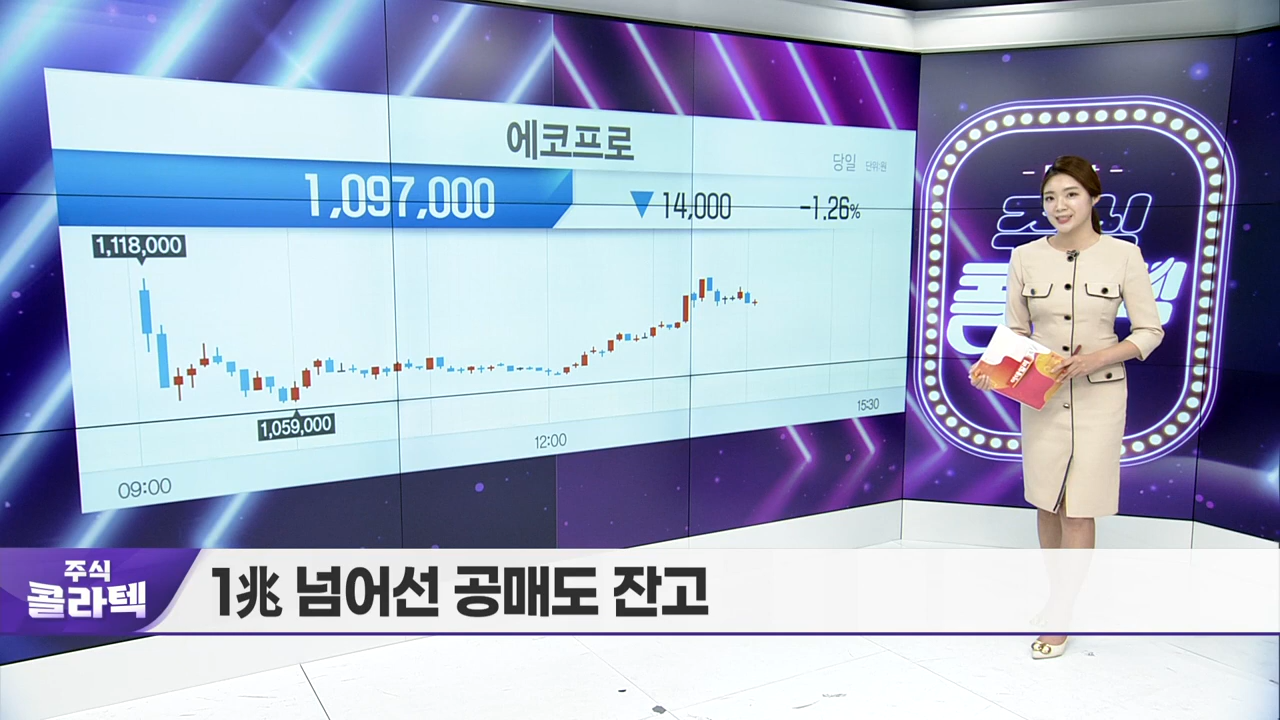 에코프로
당일 단위:원
1,097,000 ▼14,000 -1.26%
1,118,000
1,059,000
09:00
12:00
15:30
주식
콜라텍
1兆 넘어선 공매도 잔고